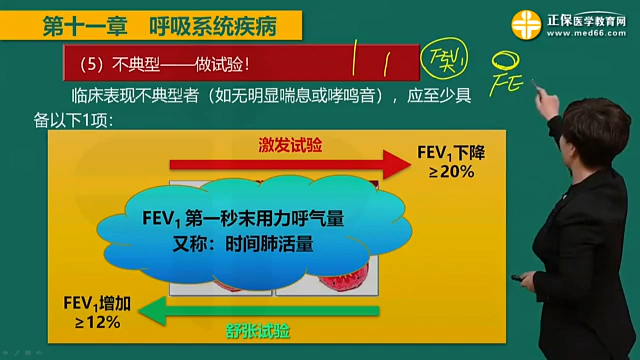 第十一章 呼吸系统疾病
正保医学教育网
www.med66.com
（5）不典型——做试验！
FEV1
FE
临床表现不典型者（如无明显喘息或哮鸣音），应至少具
备以下1项：
激发试验
FEV1下降
≥20%
FEV1 第一秒末用力呼气量
又称：时间肺活量
FEV1增加
≥12%
舒张试验